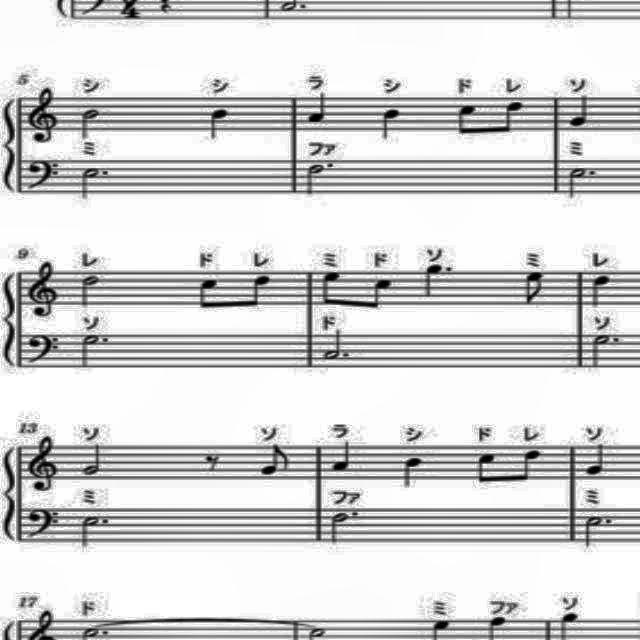 4
5 シ シ ラ シ ド レ ソ
ミ ファ ミ
9 レ ド レ ミ ド ソ ミ レ
ソ ド ソ
13 ソ ソ ラ シ ド レ ソ
ミ ファ ミ
17 ド ミ ファ ソ